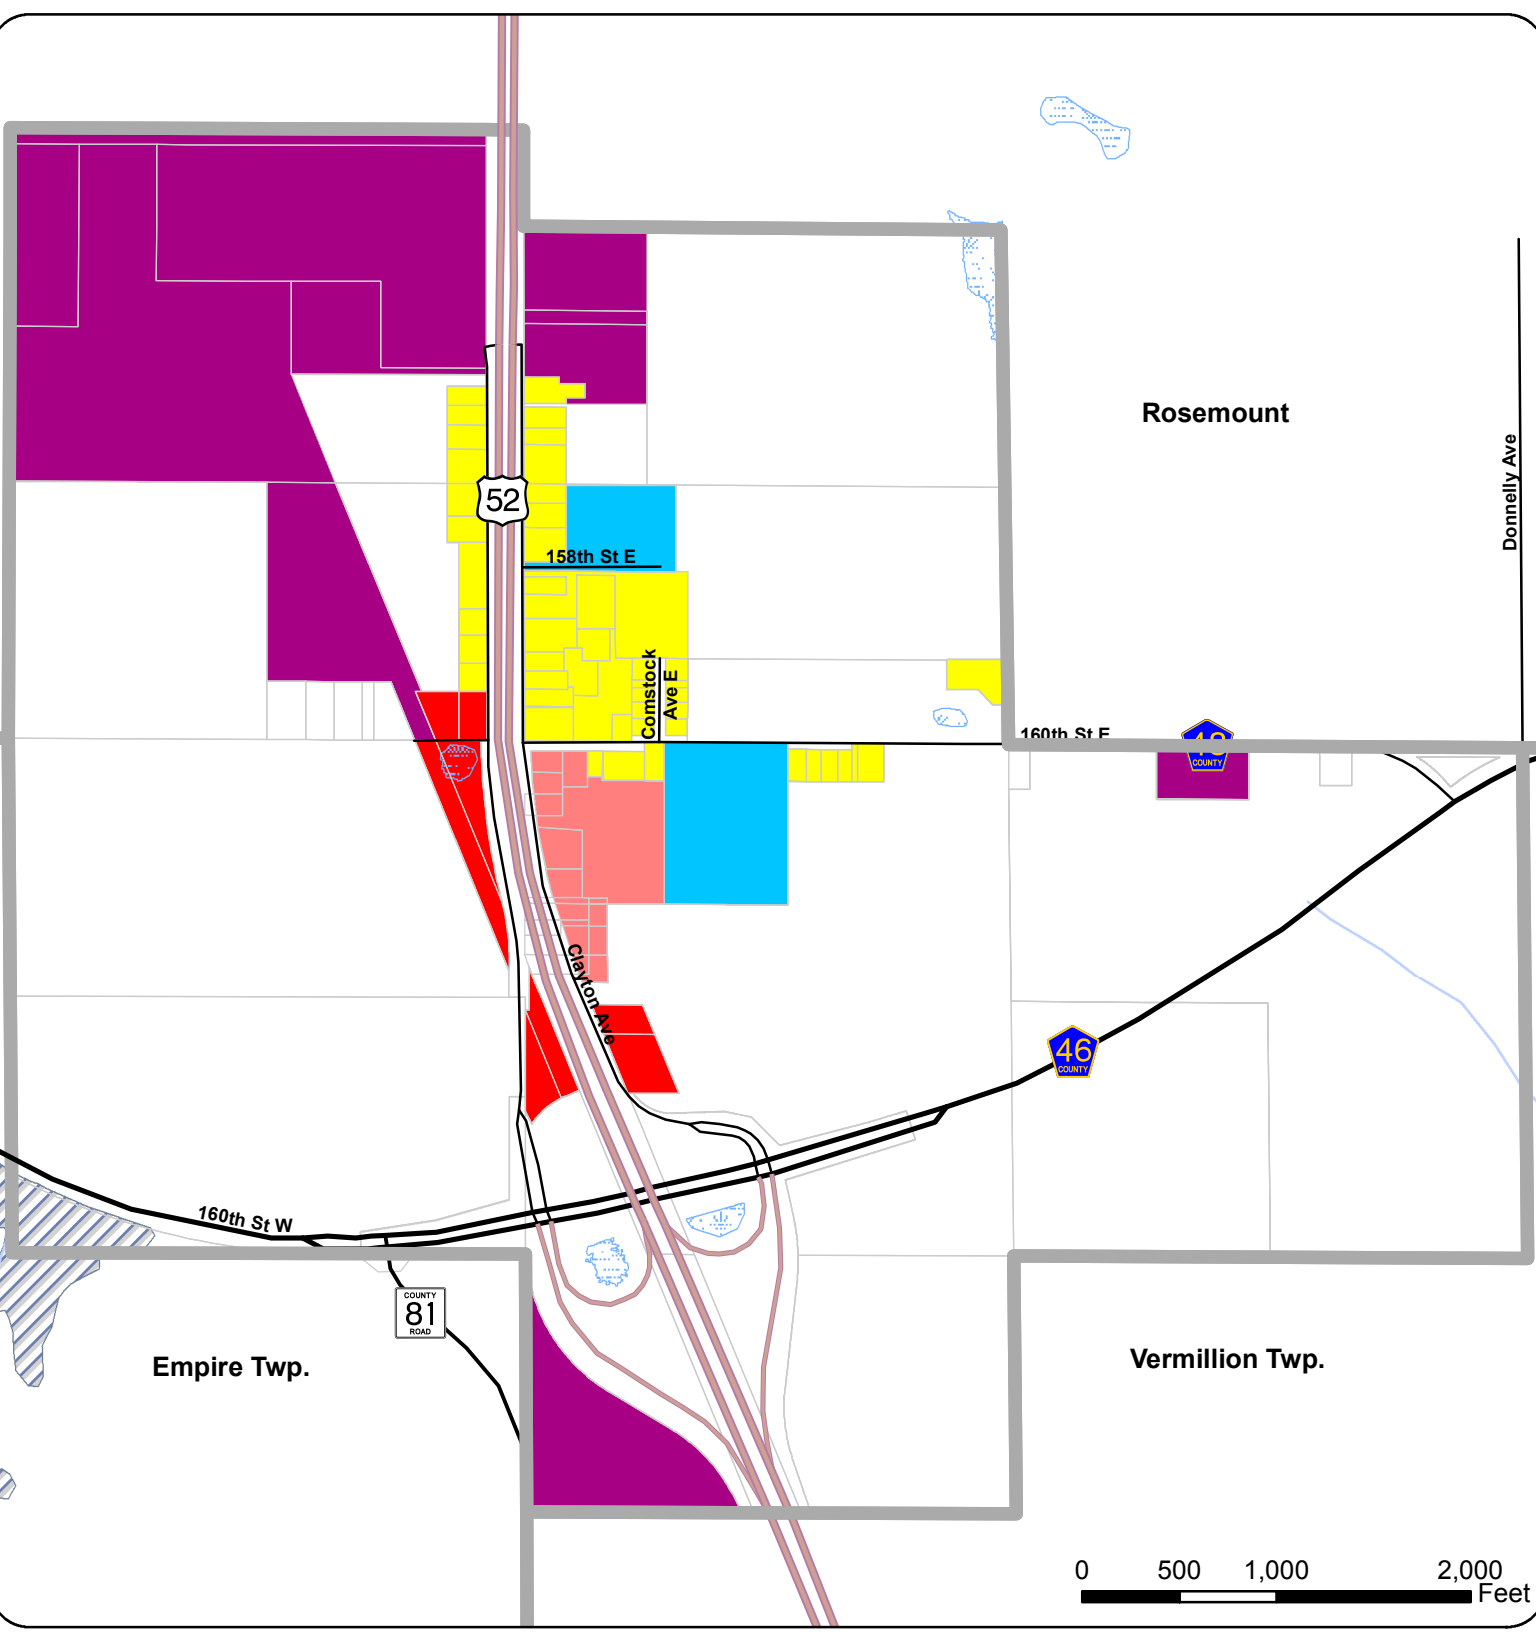 Rosemount
Donnelly Ave
52
158th St E
Comstock
Ave E
160th St E
COUNTY
Clayton Ave
46
COUNTY
160th St W
COUNTY
81
ROAD
Empire Twp.
Vermillion Twp.
0 500 1,000 2,000
Feet